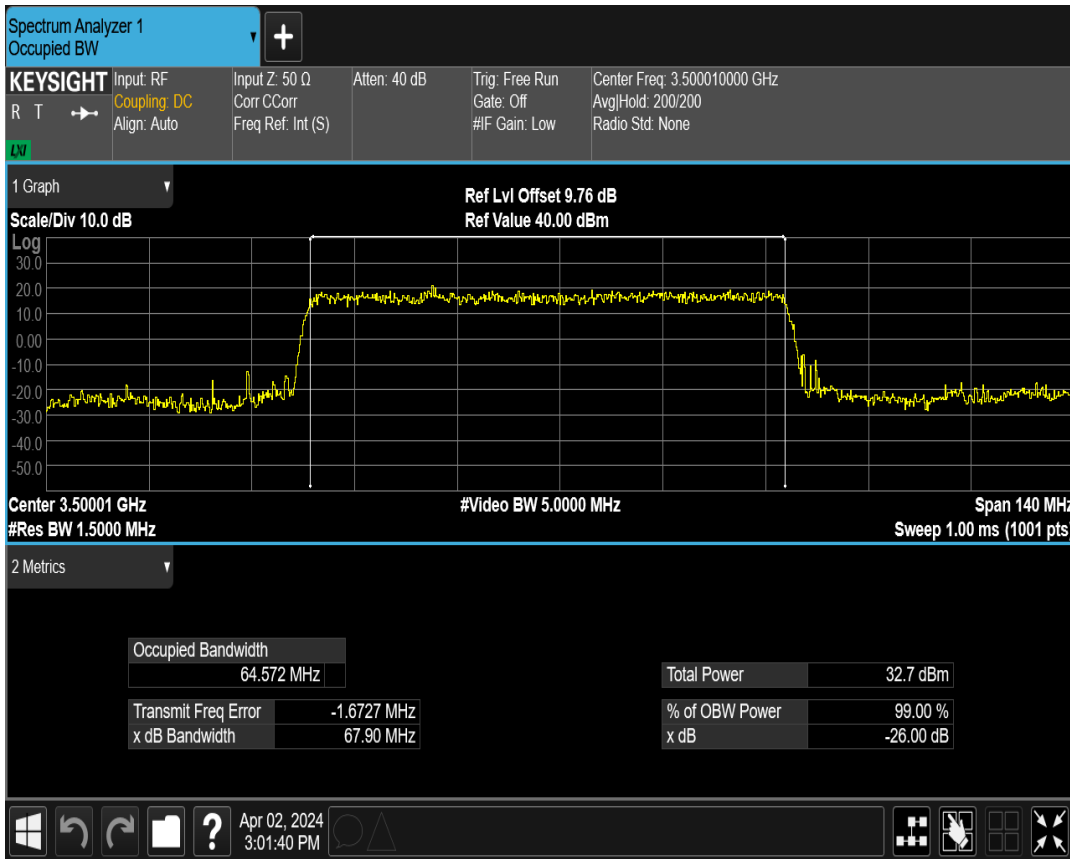 Spectrum Analyzer 1
Occupied BW
+
KEYSIGHT
R T
LXI
Input: RF
Coupling: DC
Align: Auto
Input Z: 50 Ω
Corr CCorr
Freq Ref: Int (S)
Atten: 40 dB
Trig: Free Run
Gate: Off
#IF Gain: Low
Center Freq: 3.500010000 GHz
Avg|Hold: 200/200
Radio Std: None
1 Graph
Scale/Div 10.0 dB
Ref Lvl Offset 9.76 dB
Ref Value 40.00 dBm
Log
30.0
20.0
10.0
0.00
-10.0
-20.0
-30.0
-40.0
-50.0
Center 3.50001 GHz
#Video BW 5.0000 MHz
Span 140 MHz
#Res BW 1.5000 MHz
Sweep 1.00 ms (1001 pts)
2 Metrics
Occupied Bandwidth
64.572 MHz
Total Power 32.7 dBm
Transmit Freq Error -1.6727 MHz
% of OBW Power 99.00 %
x dB Bandwidth 67.90 MHz
x dB -26.00 dB
?
Apr 02, 2024
3:01:40 PM